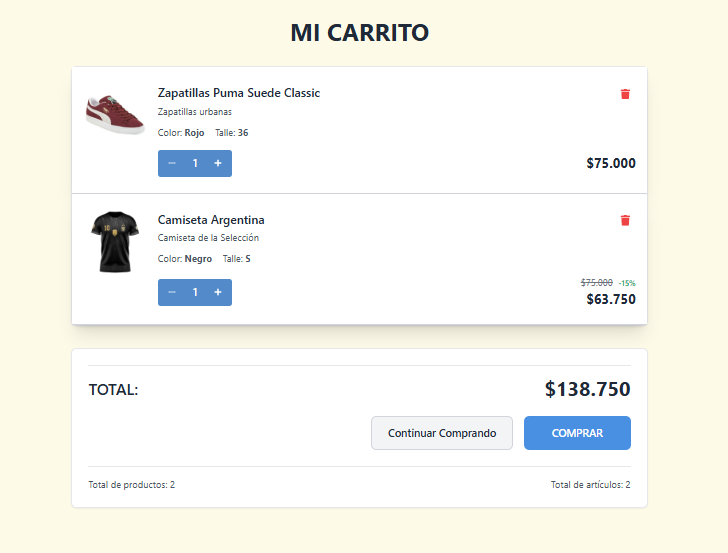 MI CARRITO
Zapatillas Puma Suede Classic
Zapatillas urbanas
Color: Rojo Talle: 36
− 1 +
$75.000
Camiseta Argentina
Camiseta de la Selección
Color: Negro Talle: S
$75.000 -15%
− 1 +
$63.750
TOTAL:
$138.750
Continuar Comprando
COMPRAR
Total de productos: 2
Total de artículos: 2